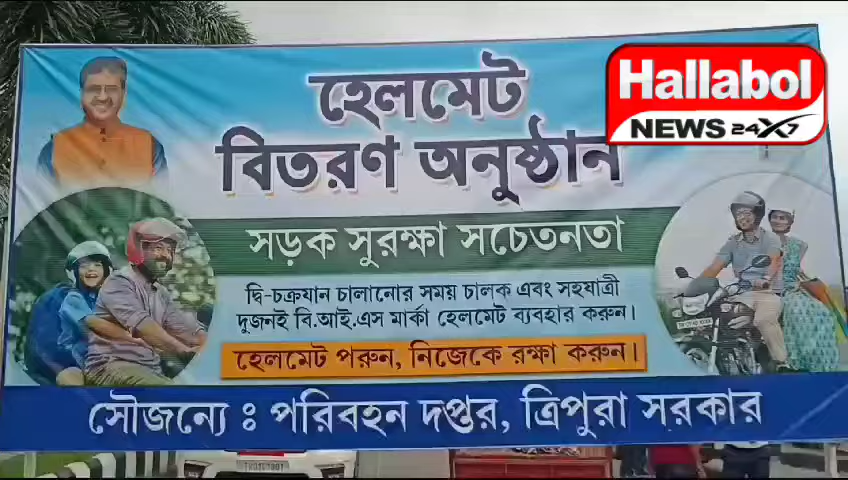 হেলমেট
বিতরণ অনুষ্ঠান
Hallabol
NEWS 24x7
সড়ক সুরক্ষা সচেতনতা
দ্বি-চক্রযান চালানোর সময় চালক এবং সহযাত্রী
দুজনই বি.আই.এস মার্কা হেলমেট ব্যবহার করুন।
হেলমেট পরুন, নিজেকে রক্ষা করুন।
সৌজন্যে ঃ পরিবহন দপ্তর, ত্রিপুরা সরকার